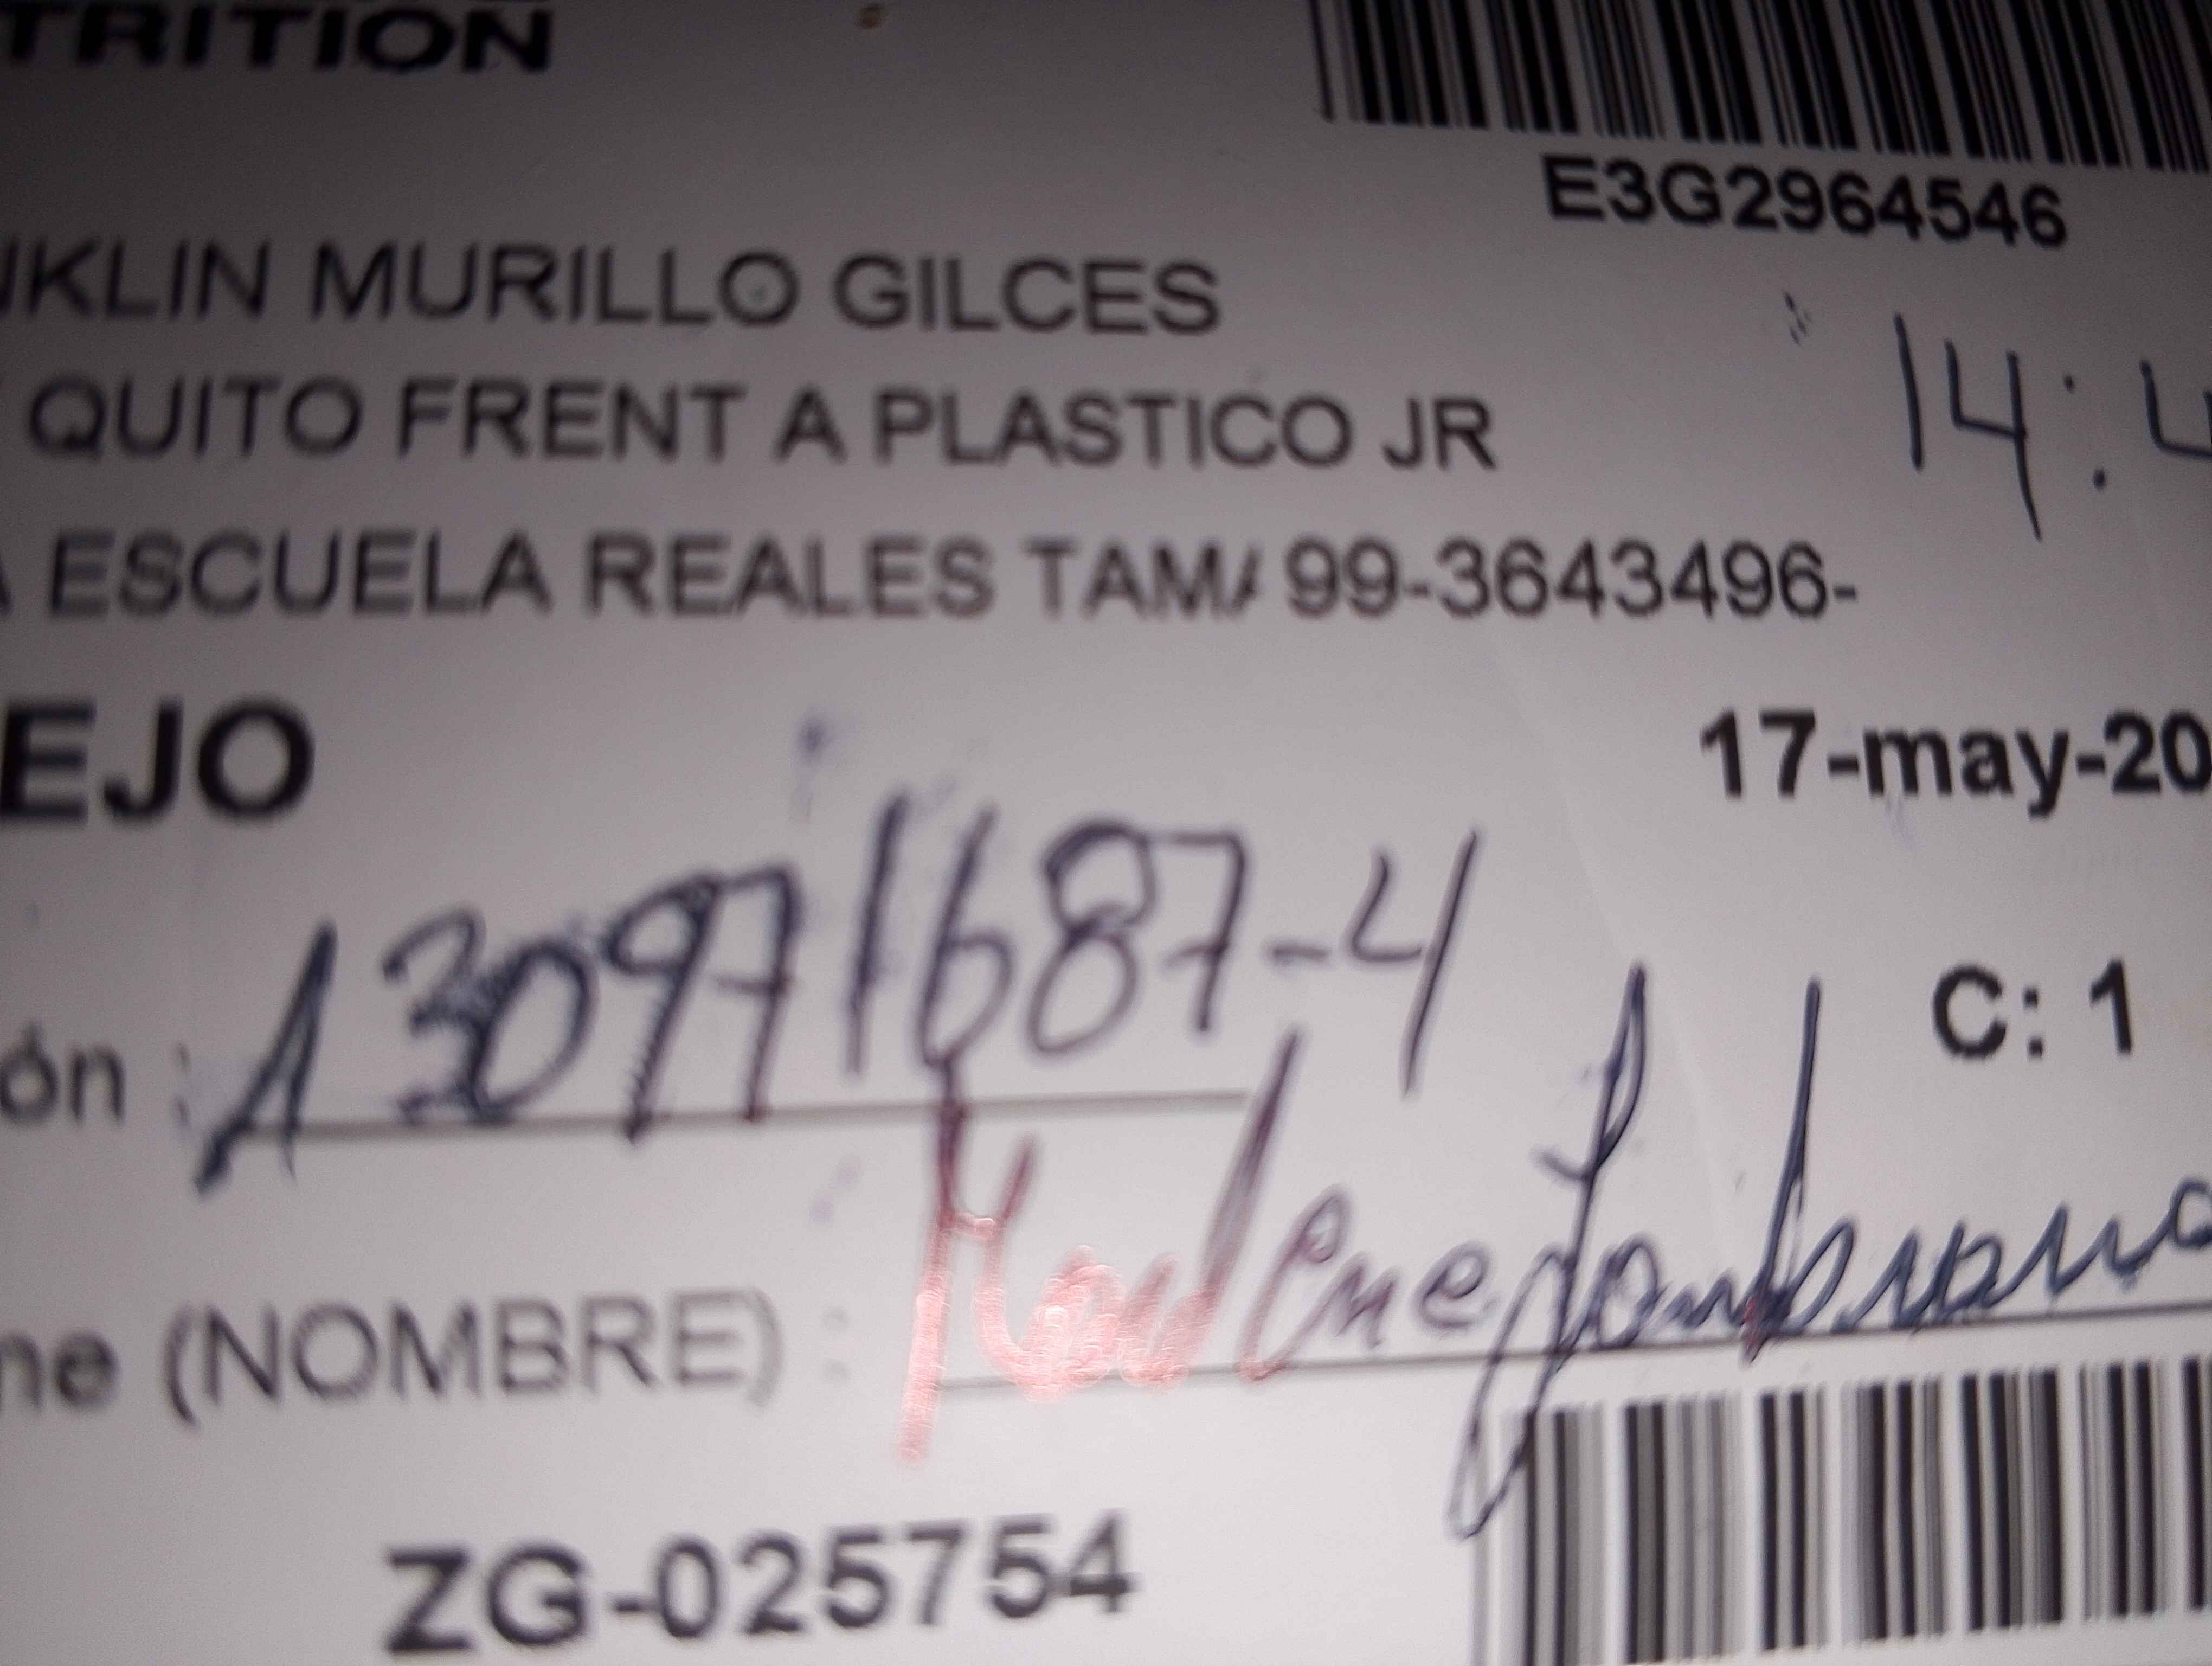 TRITION
E3G2964546
NKLIN MURILLO GILCES
14:4
QUITO FRENT A PLASTICO JR
A ESCUELA REALES TAMA 99-3643496-
EJO
17-may-20
130971687-4
C: 1
ón :
ne (NOMBRE) :
ZG-025754